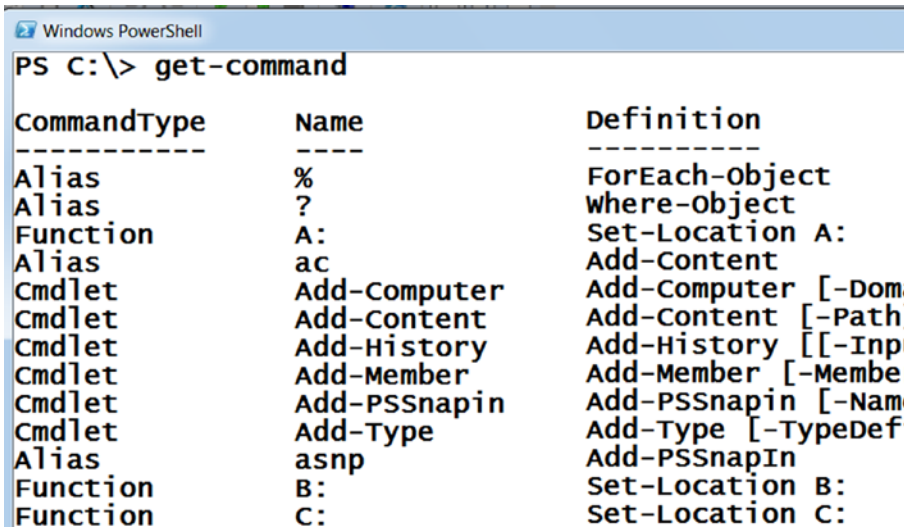 Windows PowerShell
PS C:\> get-command
CommandType Name Definition
----------- ---- ----------
Alias % ForEach-Object
Alias ? Where-Object
Function A: Set-Location A:
Alias ac Add-Content
Cmdlet Add-Computer Add-Computer [-Dom
Cmdlet Add-Content Add-Content [-Path
Cmdlet Add-History Add-History [[-Inp
Cmdlet Add-Member Add-Member [-Membe
Cmdlet Add-PSSnapin Add-PSSnapin [-Nam
Cmdlet Add-Type Add-Type [-TypeDef
Alias asnp Add-PSSnapIn
Function B: Set-Location B:
Function C: Set-Location C: